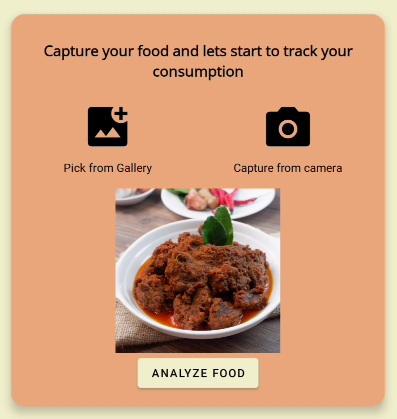 Capture your food and lets start to track your
consumption
Pick from Gallery
Capture from camera
ANALYZE FOOD